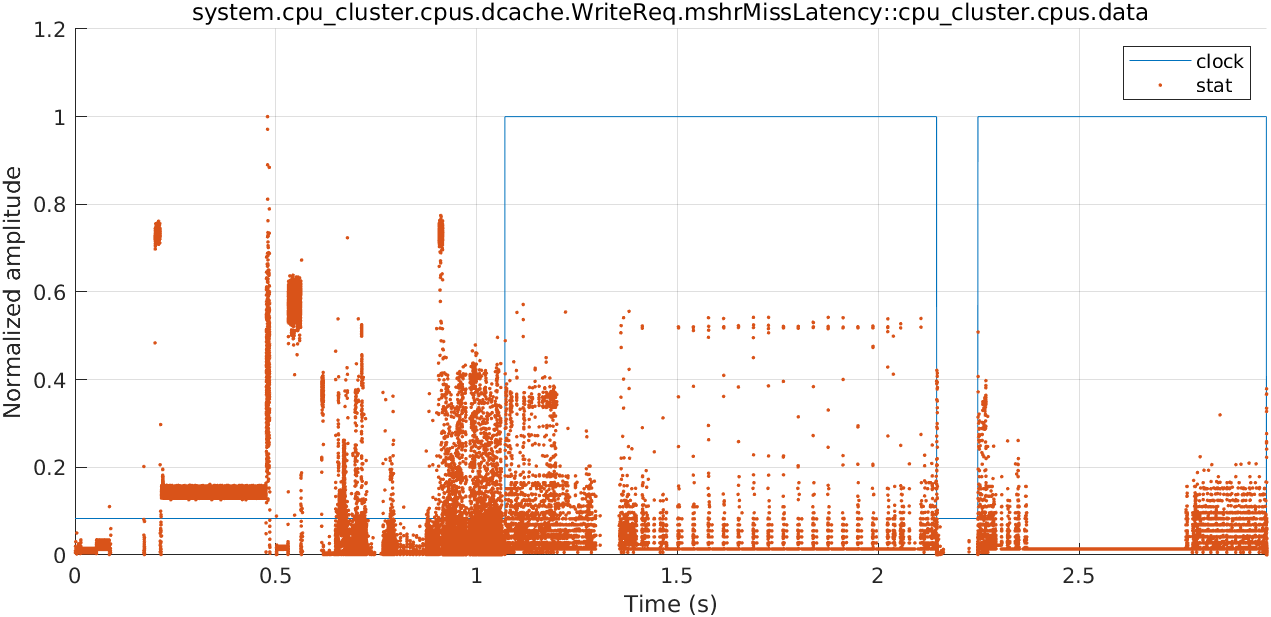 system.cpu_cluster.cpus.dcache.WriteReq.mshrMissLatency::cpu_cluster.cpus.data
1.2
1
0.8
0.6
0.4
0.2
0
Normalized amplitude
clock
stat
0 0.5 1 1.5 2 2.5
Time (s)